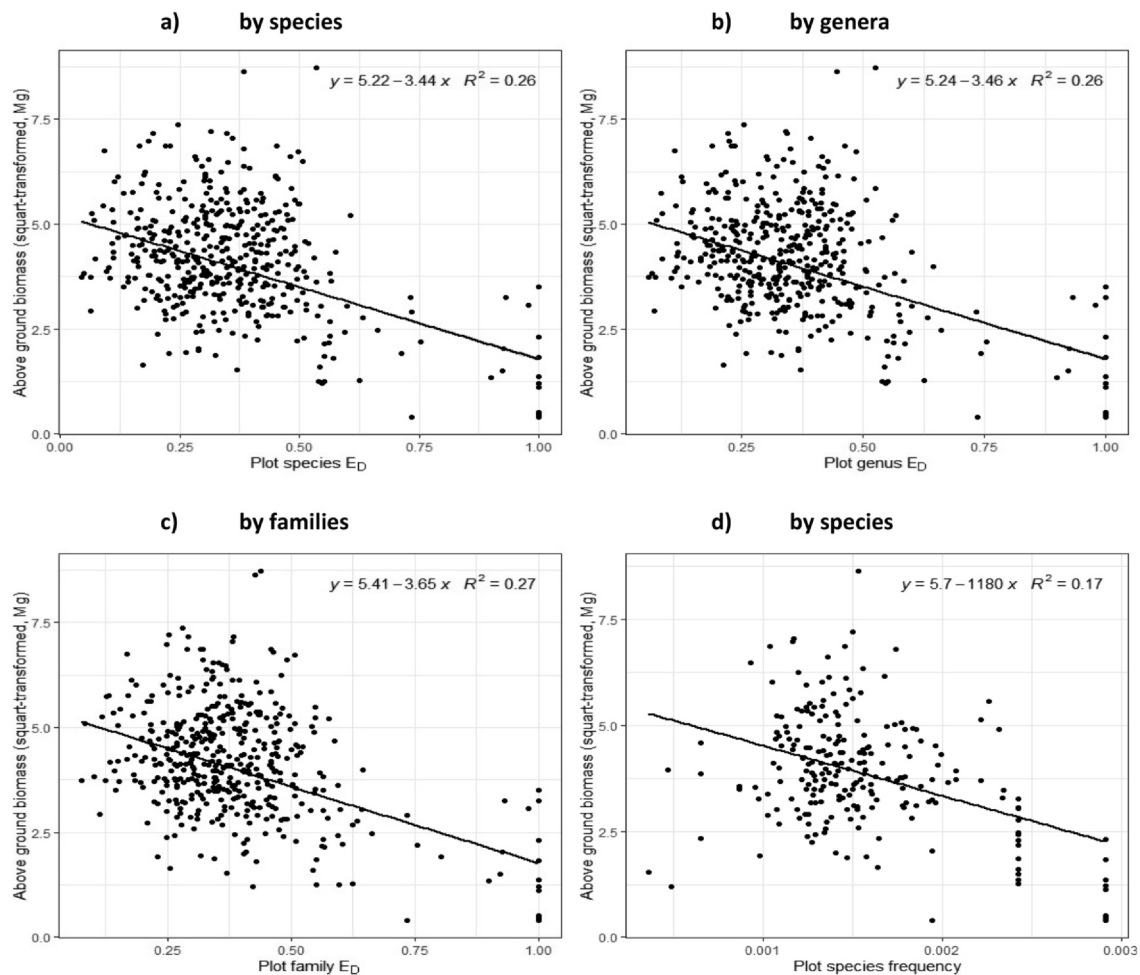 a) by species
b) by genera
y = 5.22 − 3.44 x R² = 0.26
y = 5.24 − 3.46 x R² = 0.26
Above ground biomass (squart-transformed, Mg)
7.5
5.0
2.5
0.0
0.00 0.25 0.50 0.75 1.00
Plot species E_D
Above ground biomass (squart-transformed, Mg)
7.5
5.0
2.5
0.0
0.25 0.50 0.75 1.00
Plot genus E_D
c) by families
d) by species
y = 5.41 − 3.65 x R² = 0.27
y = 5.7 − 1180 x R² = 0.17
Above ground biomass (squart-transformed, Mg)
7.5
5.0
2.5
0.0
0.25 0.50 0.75 1.00
Plot family E_D
Above ground biomass (squart-transformed, Mg)
7.5
5.0
2.5
0.0
0.001 0.002 0.003
Plot species frequency